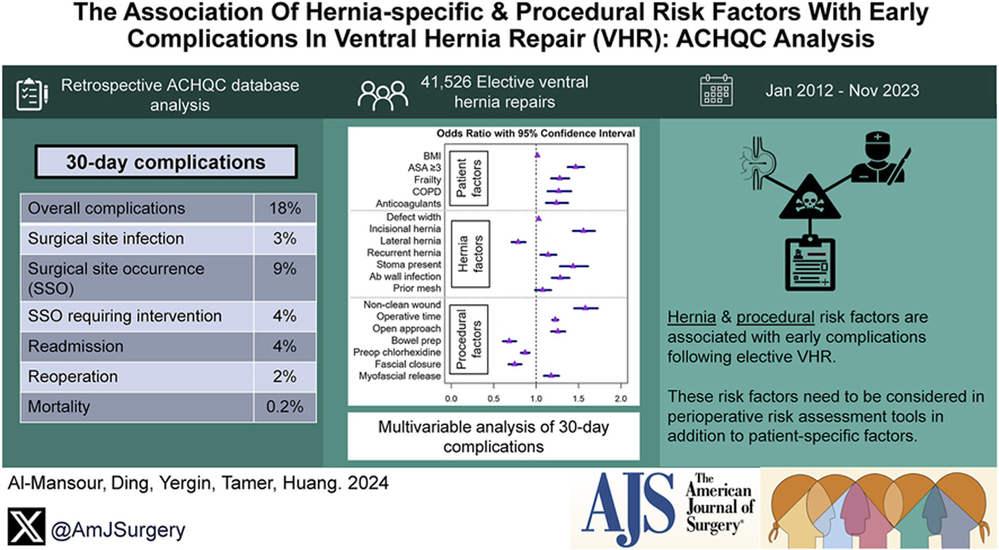 The Association Of Hernia-specific & Procedural Risk Factors With Early
Complications In Ventral Hernia Repair (VHR): ACHQC Analysis
Retrospective ACHQC database
analysis
41,526 Elective ventral
hernia repairs
Jan 2012 - Nov 2023
30-day complications
Overall complications 18%
Surgical site infection 3%
Surgical site occurrence 9%
(SSO)
SSO requiring intervention 4%
Readmission 4%
Reoperation 2%
Mortality 0.2%
Odds Ratio with 95% Confidence Interval
Patient
factors
BMI
ASA ≥3
Frailty
COPD
Anticoagulants
Hernia
factors
Defect width
Incisional hernia
Lateral hernia
Recurrent hernia
Stoma present
Ab wall infection
Prior mesh
Procedural
factors
Non-clean wound
Operative time
Open approach
Bowel prep
Preop chlorhexidine
Fascial closure
Myofascial release
0.0 0.5 1.0 1.5 2.0
Multivariable analysis of 30-day
complications
Hernia & procedural risk factors are
associated with early complications
following elective VHR.
These risk factors need to be considered in
perioperative risk assessment tools in
addition to patient-specific factors.
Al-Mansour, Ding, Yergin, Tamer, Huang. 2024
@AmJSurgery
AJS
The
American
Journal of
Surgery®